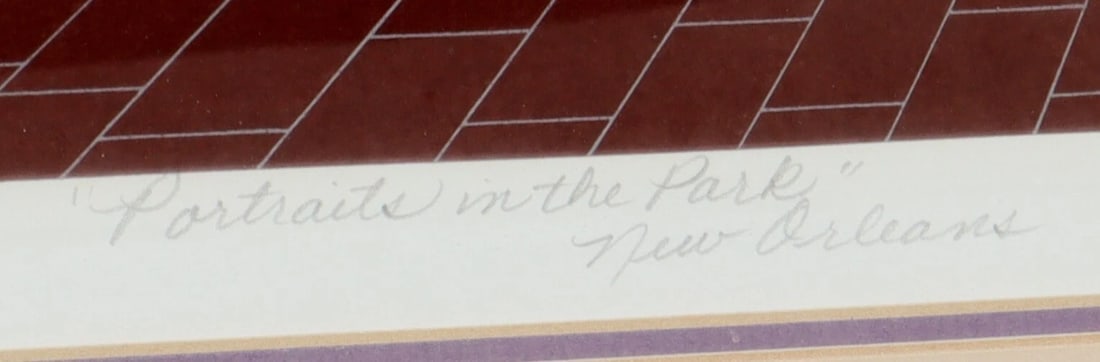 "Portraits in the Park"
New Orleans